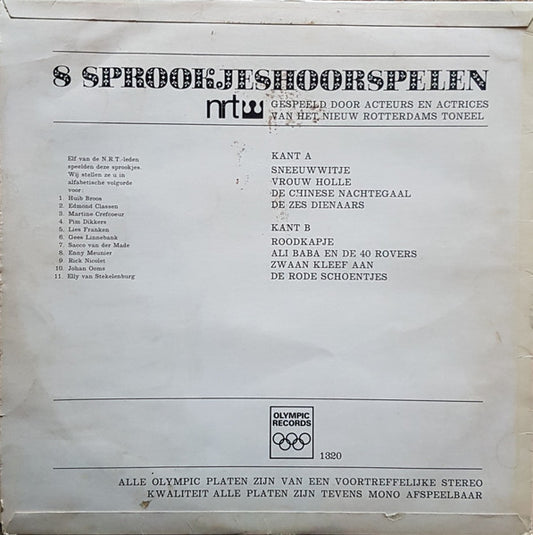 8 SPROOKJESHOORSPELEN
nrt GESPEELD DOOR ACTEURS EN ACTRICES
VAN HET NIEUW ROTTERDAMS TONEEL
Elf van de N.R.T.-leden
speelden deze sprookjes.
Wij stellen ze u in
alfabetische volgorde
voor:
1. Huib Broos
2. Edmond Classen
3. Martine Crefcoeur
4. Pim Dikkers
5. Lies Franken
6. Gees Linnebank
7. Sacco van der Made
8. Enny Meunier
9. Rick Nicolet
10. Johan Ooms
11. Elly van Stekelenburg
KANT A
SNEEUWWITJE
VROUW HOLLE
DE CHINESE NACHTEGAAL
DE ZES DIENAARS
KANT B
ROODKAPJE
ALI BABA EN DE 40 ROVERS
ZWAAN KLEEF AAN
DE RODE SCHOENTJES
OLYMPIC
RECORDS
1320
ALLE OLYMPIC PLATEN ZIJN VAN EEN VOORTREFFELIJKE STEREO
KWALITEIT ALLE PLATEN ZIJN TEVENS MONO AFSPEELBAAR